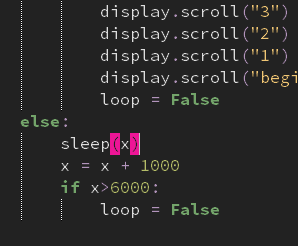 display.scroll("3")
display.scroll("2")
display.scroll("1")
display.scroll("begi
loop = False
else:
sleep(x)
x = x + 1000
if x>6000:
loop = False